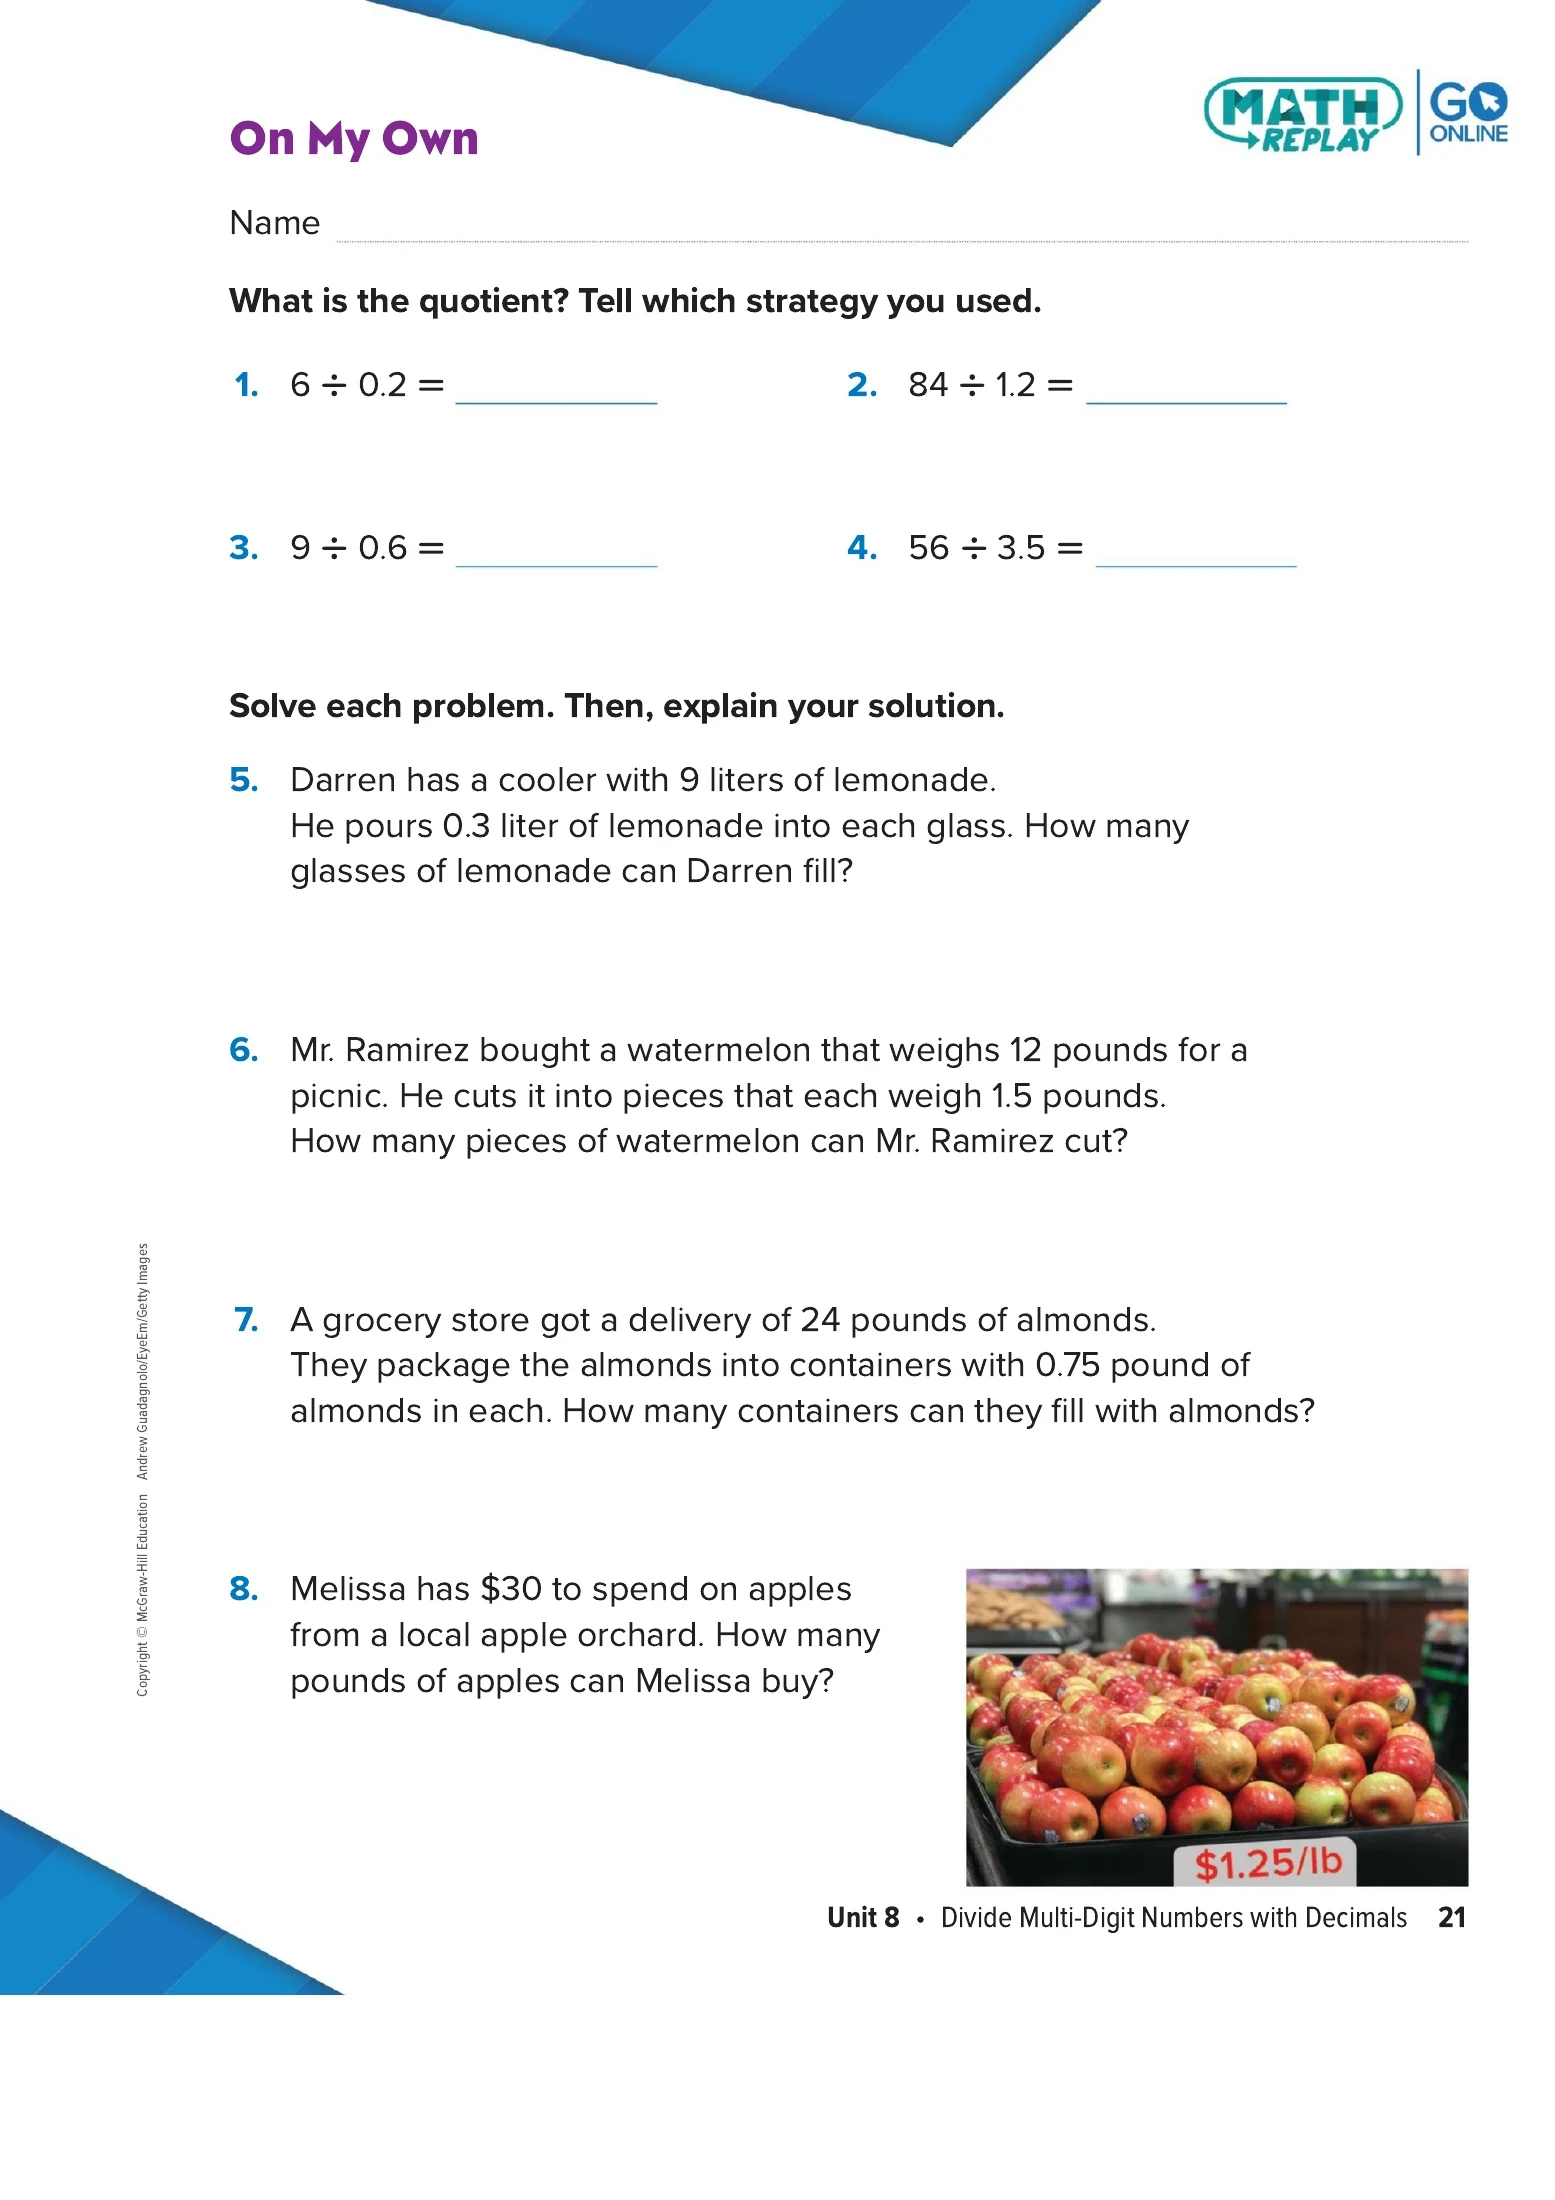 MATH
REPLAY
GO
ONLINE
On My Own
Name
What is the quotient? Tell which strategy you used.
1. 6 ÷ 0.2 =
2. 84 ÷ 1.2 =
3. 9 ÷ 0.6 =
4. 56 ÷ 3.5 =
Solve each problem. Then, explain your solution.
5. Darren has a cooler with 9 liters of lemonade.
He pours 0.3 liter of lemonade into each glass. How many
glasses of lemonade can Darren fill?
6. Mr. Ramirez bought a watermelon that weighs 12 pounds for a
picnic. He cuts it into pieces that each weigh 1.5 pounds.
How many pieces of watermelon can Mr. Ramirez cut?
7. A grocery store got a delivery of 24 pounds of almonds.
They package the almonds into containers with 0.75 pound of
almonds in each. How many containers can they fill with almonds?
8. Melissa has $30 to spend on apples
from a local apple orchard. How many
pounds of apples can Melissa buy?
$1.25/lb
Copyright © McGraw-Hill Education Andrew Guadagnolo/EyeEm/Getty Images
Unit 8 • Divide Multi-Digit Numbers with Decimals 21